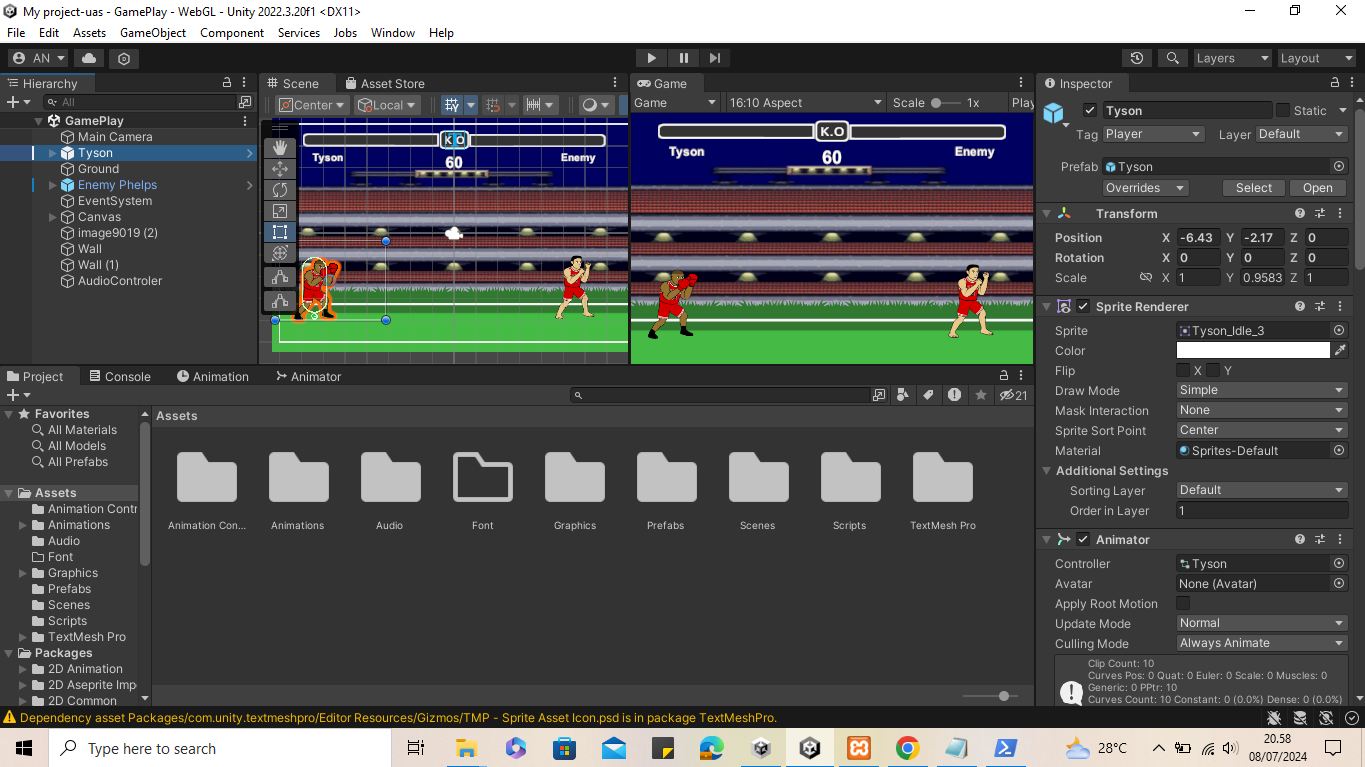 My project-uas - GamePlay - WebGL - Unity 2022.3.20f1 <DX11>
File Edit Assets GameObject Component Services Jobs Window Help
AN Layers Layout
Hierarchy
All
GamePlay
Main Camera
Tyson
Ground
Enemy Phelps
EventSystem
Canvas
image9019 (2)
Wall
Wall (1)
AudioControler
Scene Asset Store
Center Local
K.O
Tyson 60 Enemy
Game
Game 16:10 Aspect Scale 1x Play
K.O
Tyson 60 Enemy
Inspector
Tyson Static
Tag Player Layer Default
Prefab Tyson
Overrides Select Open
Transform
Position X -6.43 Y -2.17 Z 0
Rotation X 0 Y 0 Z 0
Scale X 1 Y 0.9583 Z 1
Sprite Renderer
Sprite Tyson_Idle_3
Color
Flip X Y
Draw Mode Simple
Mask Interaction None
Sprite Sort Point Center
Material Sprites-Default
Additional Settings
Sorting Layer Default
Order in Layer 1
Animator
Controller Tyson
Avatar None (Avatar)
Apply Root Motion
Update Mode Normal
Culling Mode Always Animate
Clip Count: 10
Curves Pos: 0 Quat: 0 Euler: 0 Scale: 0 Muscles: 0
Generic: 0 PPtr: 10
Curves Count: 10 Constant: 0 (0.0%) Dense: 0 (0.0%)
Project Console Animation Animator
21
Favorites
All Materials
All Models
All Prefabs
Assets
Animation Contr
Animations
Audio
Font
Graphics
Prefabs
Scenes
Scripts
TextMesh Pro
Packages
2D Animation
2D Aseprite Imp
2D Common
Assets
Animation Con... Animations Audio Font Graphics Prefabs Scenes Scripts TextMesh Pro
Dependency asset Packages/com.unity.textmeshpro/Editor Resources/Gizmos/TMP - Sprite Asset Icon.psd is in package TextMeshPro.
Type here to search
28°C
20.58
08/07/2024